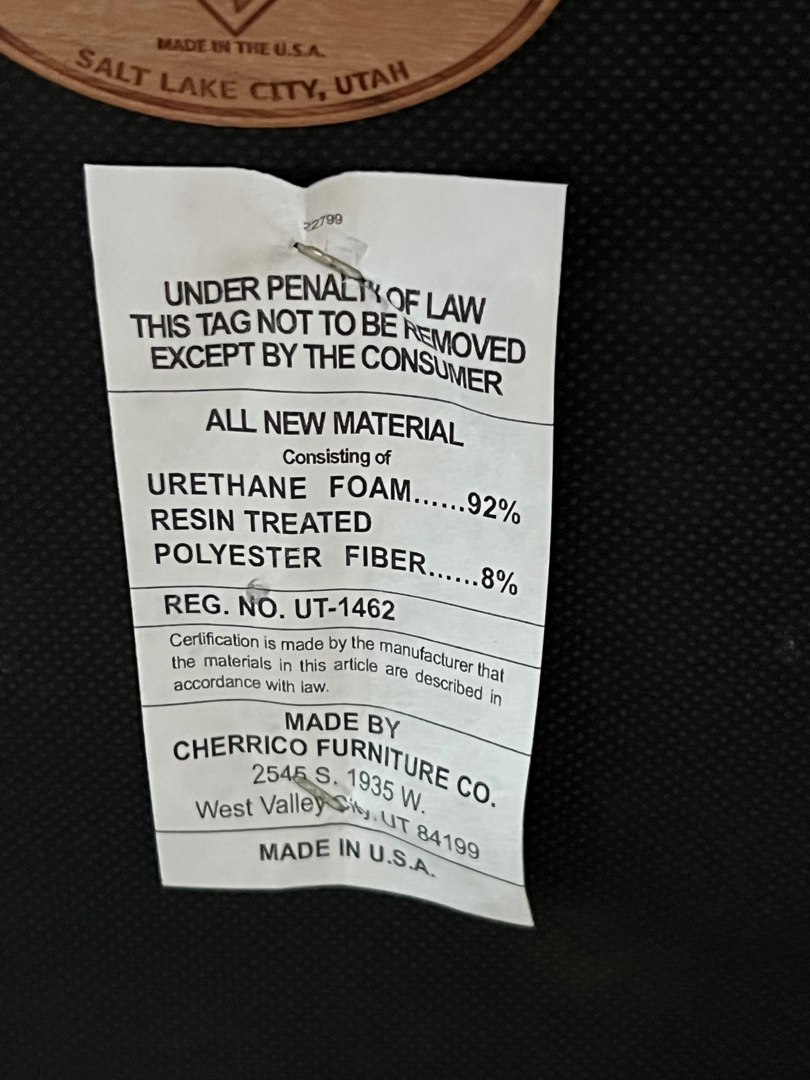 MADE IN THE U.S.A.
SALT LAKE CITY, UTAH
22799
UNDER PENALTY OF LAW
THIS TAG NOT TO BE REMOVED
EXCEPT BY THE CONSUMER
ALL NEW MATERIAL
Consisting of
URETHANE FOAM......92%
RESIN TREATED
POLYESTER FIBER......8%
REG. NO. UT-1462
Certification is made by the manufacturer that
the materials in this article are described in
accordance with law.
MADE BY
CHERRICO FURNITURE CO.
2545 S. 1935 W.
West Valley City, UT 84199
MADE IN U.S.A.